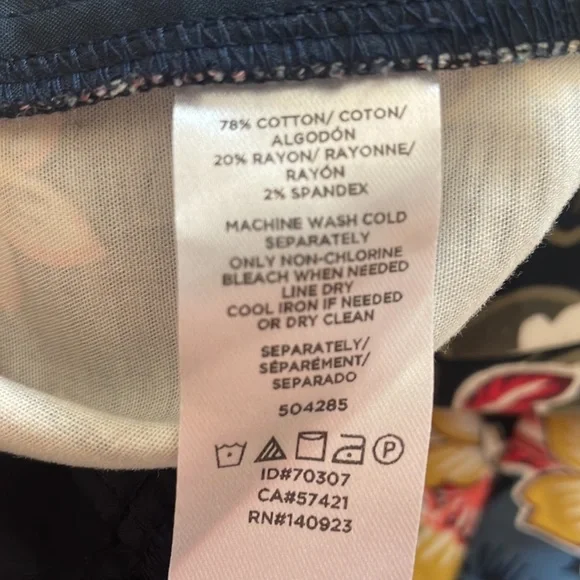 78% COTTON/ COTON/
ALGODÓN
20% RAYON/ RAYONNE/
RAYÓN
2% SPANDEX
MACHINE WASH COLD
SEPARATELY
ONLY NON-CHLORINE
BLEACH WHEN NEEDED
LINE DRY
COOL IRON IF NEEDED
OR DRY CLEAN
SEPARATELY/
SÉPARÉMENT/
SEPARADO
504285
P
ID#70307
CA#57421
RN#140923